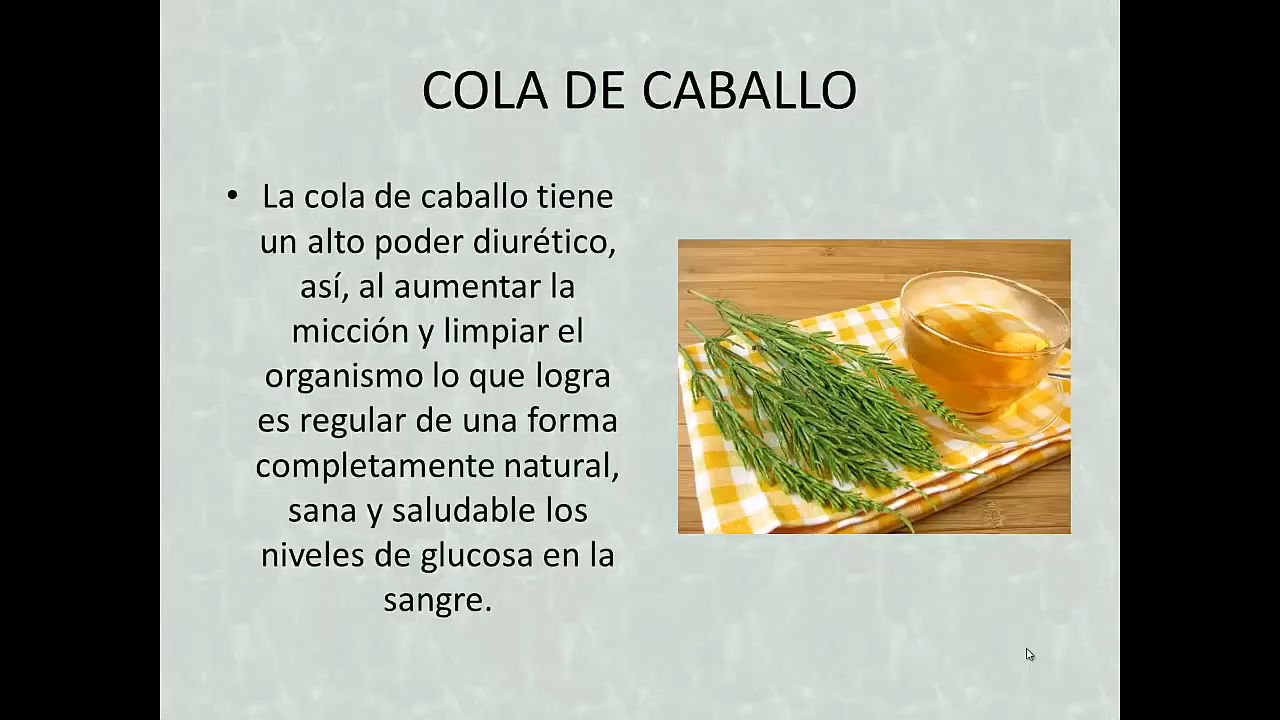 COLA DE CABALLO
• La cola de caballo tiene
un alto poder diurético,
así, al aumentar la
micción y limpiar el
organismo lo que logra
es regular de una forma
completamente natural,
sana y saludable los
niveles de glucosa en la
sangre.